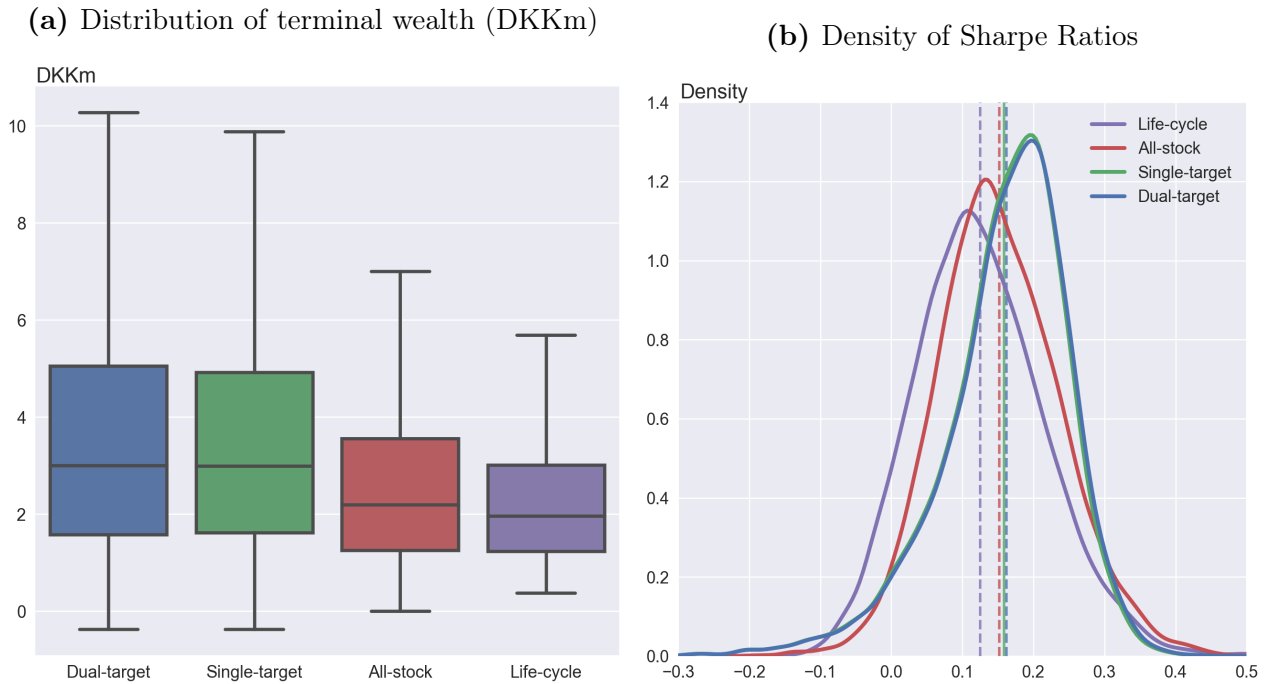 (a) Distribution of terminal wealth (DKKm)
DKKm
10
8
6
4
2
0
Dual-target Single-target All-stock Life-cycle
(b) Density of Sharpe Ratios
Density
1.4
1.2
1.0
0.8
0.6
0.4
0.2
0.0
Life-cycle
All-stock
Single-target
Dual-target
−0.3 −0.2 −0.1 0.0 0.1 0.2 0.3 0.4 0.5